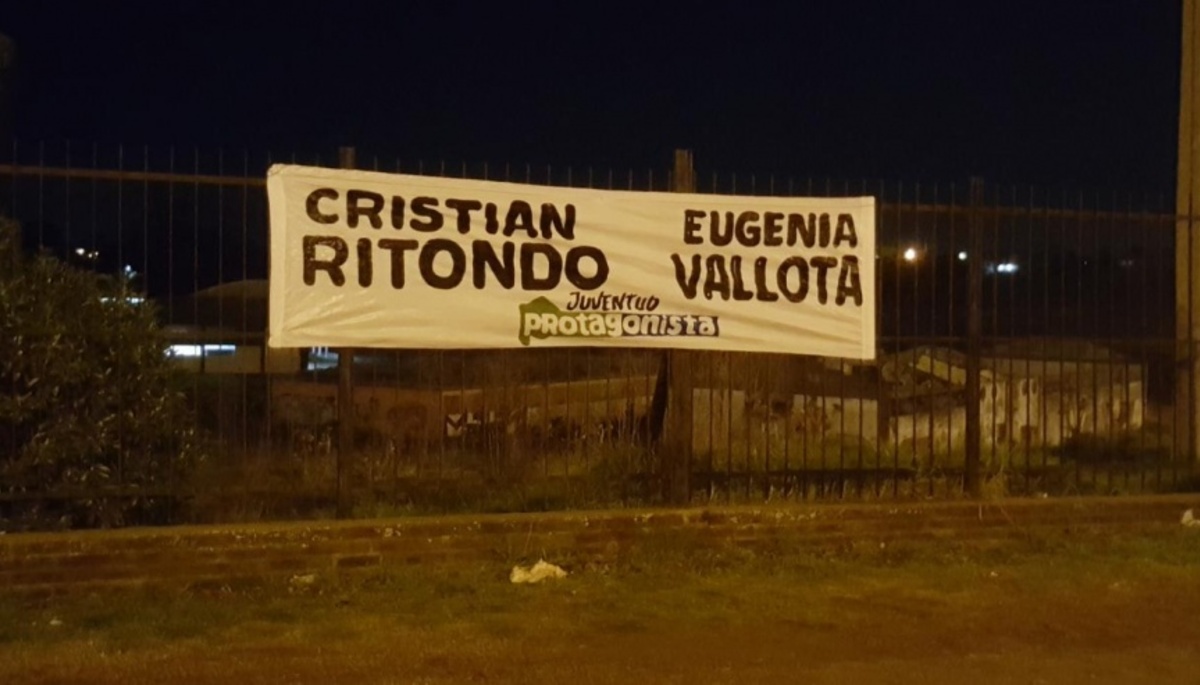 CRISTIAN
RITONDO
EUGENIA
VALLOTA
JUVENTUD
PROtagonista